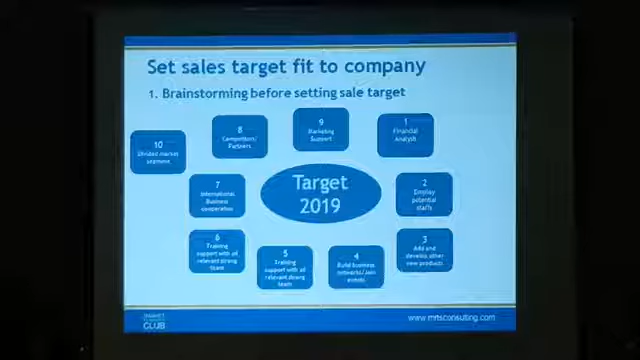 Set sales target fit to company
1. Brainstorming before setting sale target
Target
2019
1
Financial
Analysis
2
Employ
potential
staffs
3
Add and
develop other
new products
4
Build business
networks/Join
events
5
Training
support with all
relevant strong
team
6
Training
support with all
relevant strong
team
7
International
Business
cooperation
8
Competitors/
Partners
9
Marketing
Support
10
Divided market
segment
CLUB
www.mrtsconsulting.com